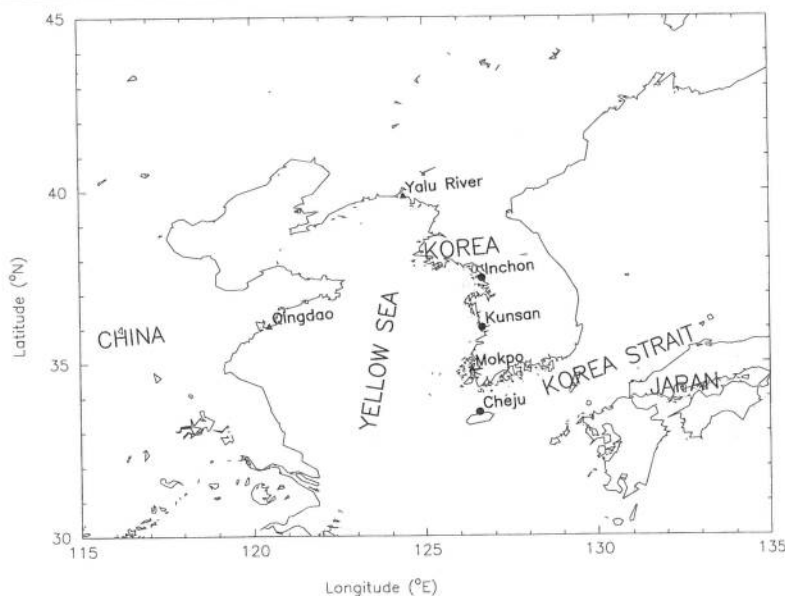 45
40
35
30
115
120
125
130
135
Latitude (°N)
Longitude (°E)
Yalu River
KOREA
Inchon
Qingdao
Kunsan
CHINA
YELLOW SEA
Mokpo
KOREA STRAIT
JAPAN
Cheju